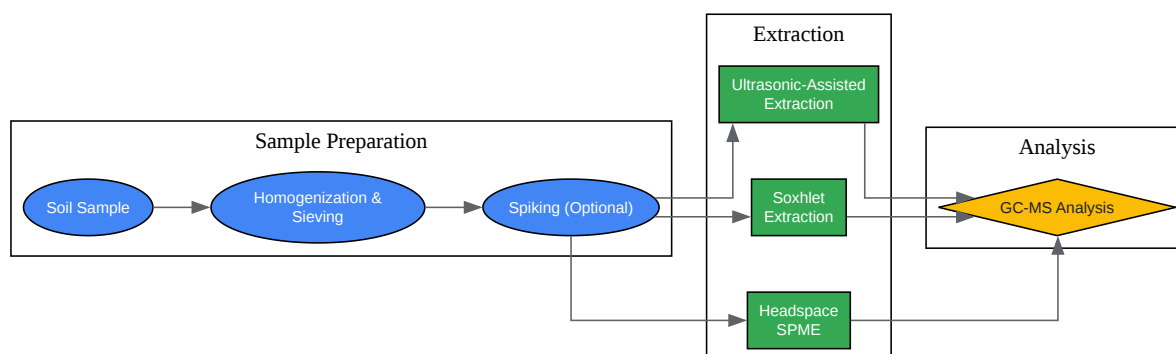 Sample Preparation
Soil Sample
Homogenization &
Sieving
Spiking (Optional)
Extraction
Ultrasonic-Assisted
Extraction
Soxhlet
Extraction
Headspace
SPME
Analysis
GC-MS Analysis